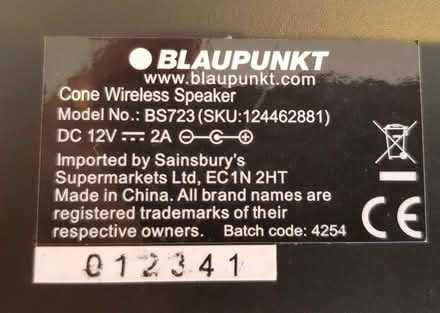 BLAUPUNKT
www.blaupunkt.com
Cone Wireless Speaker
Model No.: BS723 (SKU:124462881)
DC 12V ⎓ 2A
Imported by Sainsbury's
Supermarkets Ltd, EC1N 2HT
Made in China. All brand names are
registered trademarks of their
respective owners. Batch code: 4254
CE
012341